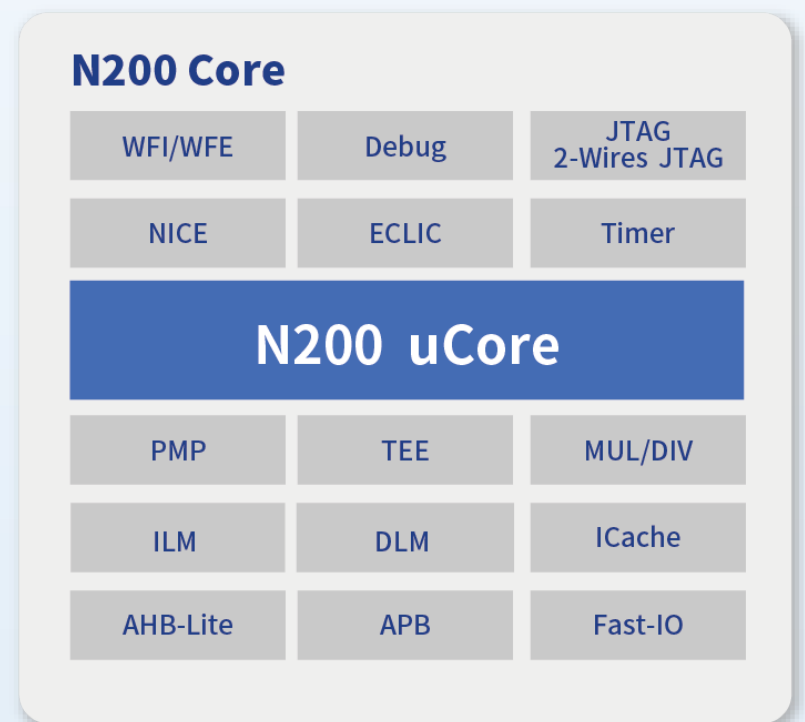 N200 Core
WFI/WFE
Debug
JTAG
2-Wires JTAG
NICE
ECLIC
Timer
N200 uCore
PMP
TEE
MUL/DIV
ILM
DLM
ICache
AHB-Lite
APB
Fast-IO